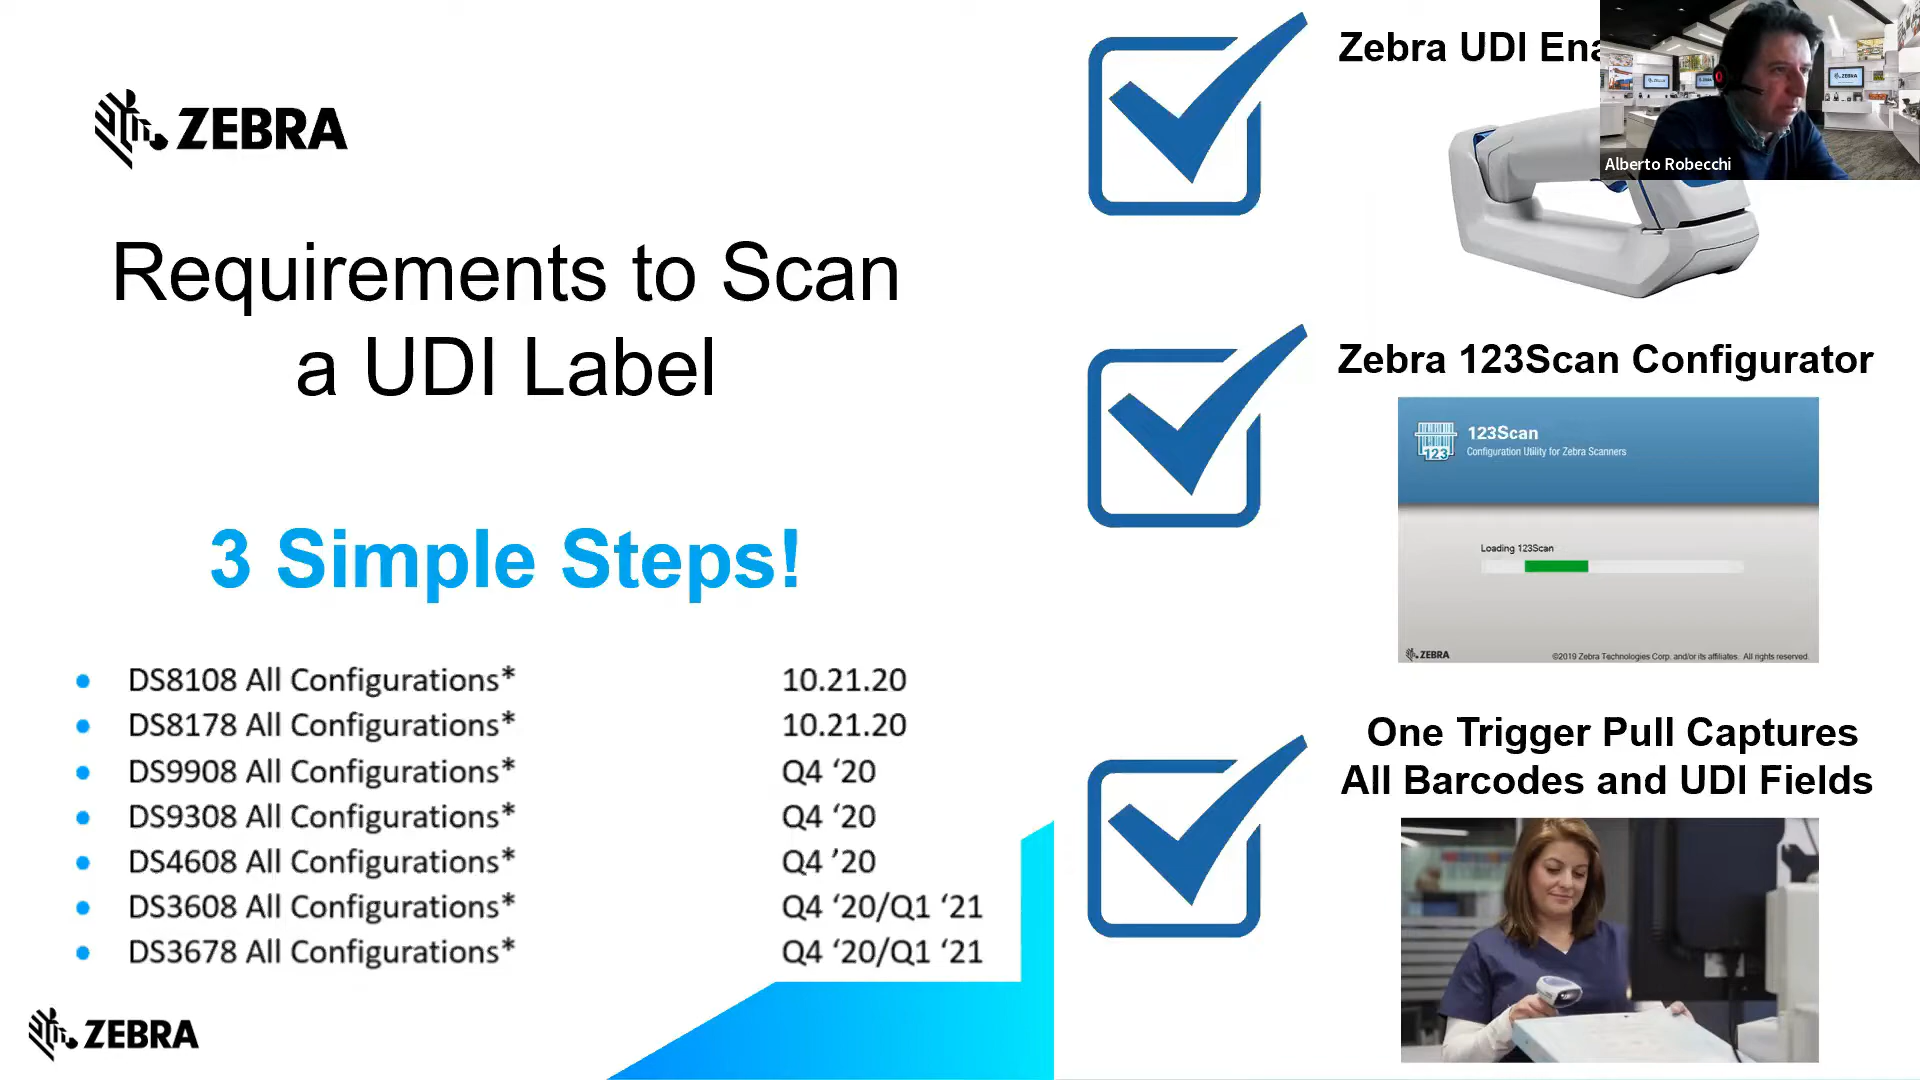 ZEBRA
Requirements to Scan
a UDI Label
3 Simple Steps!
• DS8108 All Configurations* 10.21.20
• DS8178 All Configurations* 10.21.20
• DS9908 All Configurations* Q4 ‘20
• DS9308 All Configurations* Q4 ‘20
• DS4608 All Configurations* Q4 ’20
• DS3608 All Configurations* Q4 ‘20/Q1 ‘21
• DS3678 All Configurations* Q4 ‘20/Q1 ‘21
ZEBRA
Zebra UDI
Alberto Robecchi
Zebra 123Scan Configurator
123Scan
123
Configuration Utility for Zebra Scanners
Loading 123Scan
ZEBRA
©2019 Zebra Technologies Corp. and/or its affiliates. All rights reserved.
One Trigger Pull Captures
All Barcodes and UDI Fields